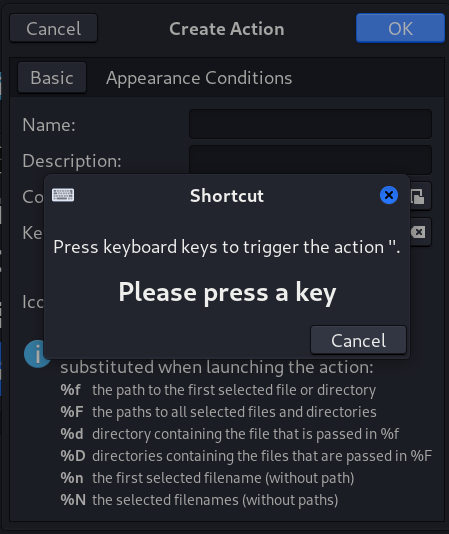 Cancel
Create Action
OK
Basic
Appearance Conditions
Name:
Description:
Co
Ke
Shortcut
Press keyboard keys to trigger the action ''.
Please press a key
Cancel
Ico
substituted when launching the action:
%f the path to the first selected file or directory
%F the paths to all selected files and directories
%d directory containing the file that is passed in %f
%D directories containing the files that are passed in %F
%n the first selected filename (without path)
%N the selected filenames (without paths)